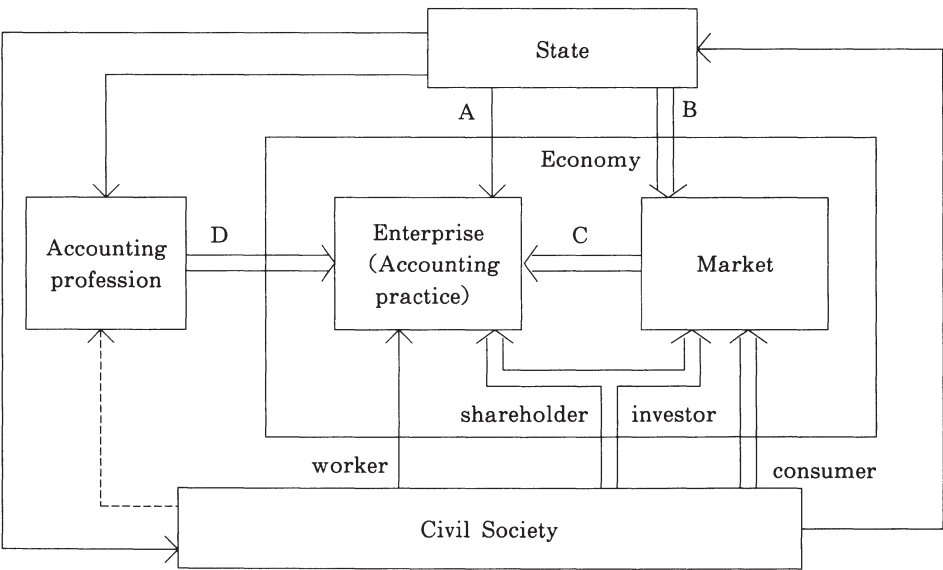 State
A
B
Economy
Accounting
profession
D
Enterprise
(Accounting
practice)
C
Market
shareholder
investor
worker
consumer
Civil Society